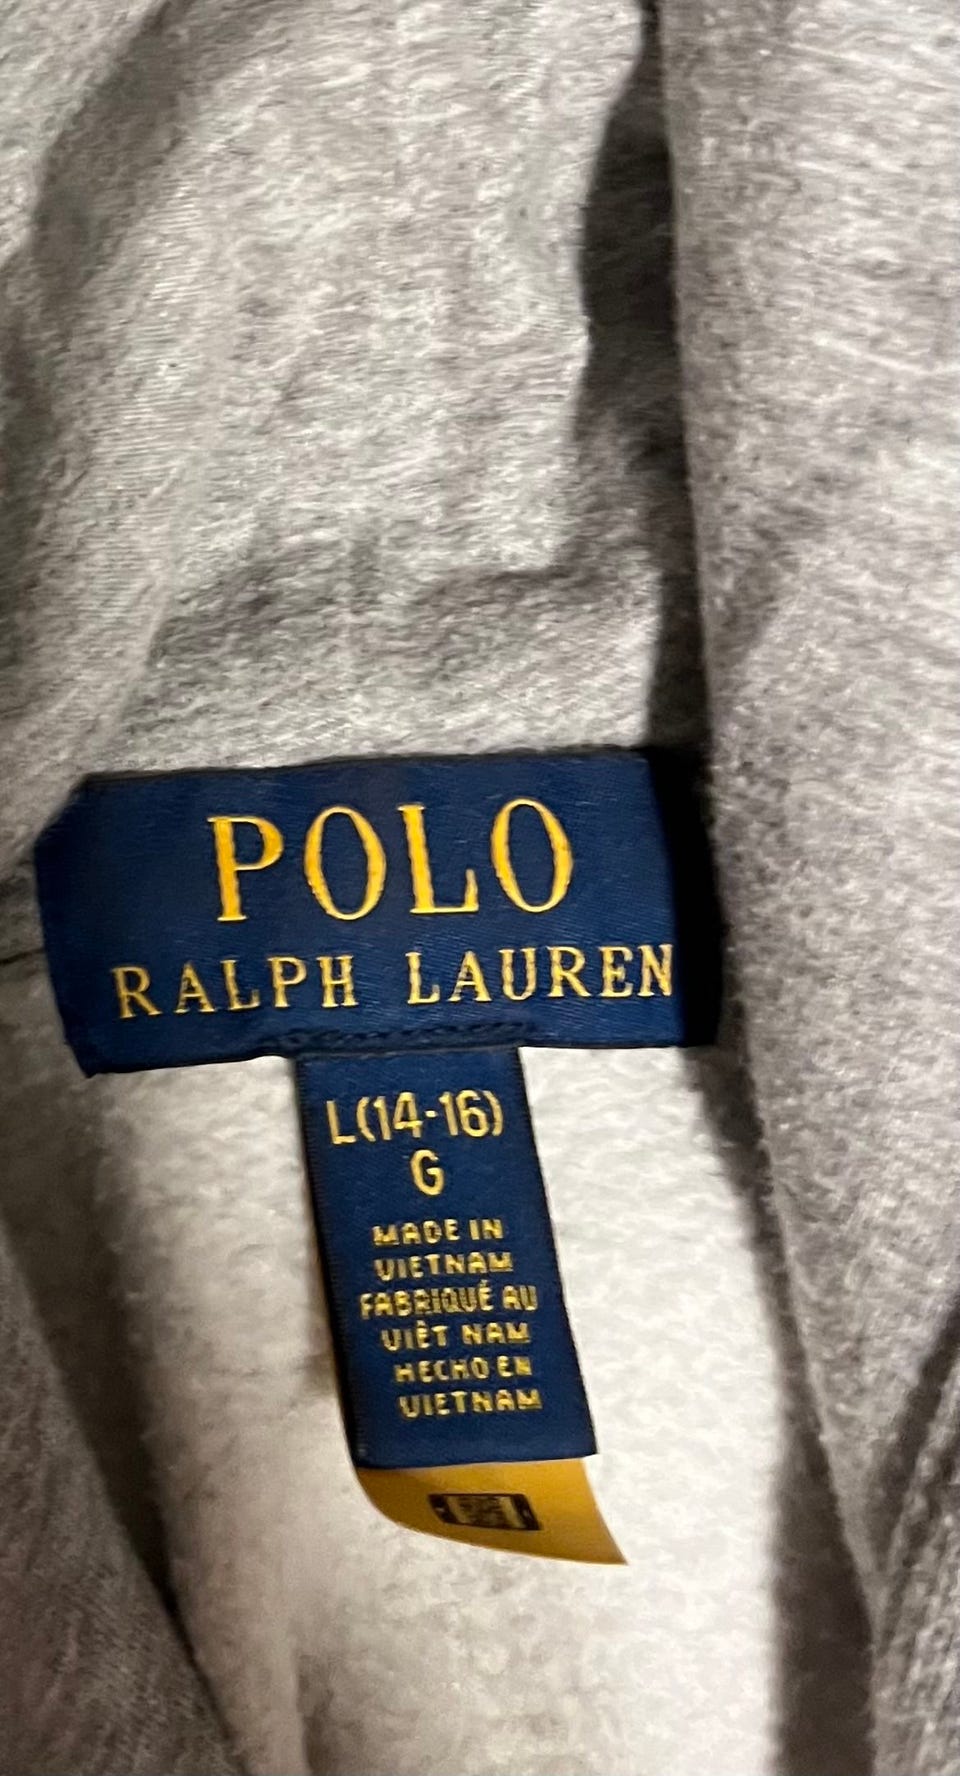 POLO
RALPH LAUREN
L(14-16)
G
MADE IN
VIETNAM
FABRIQUÉ AU
VIÊT NAM
HECHO EN
VIETNAM